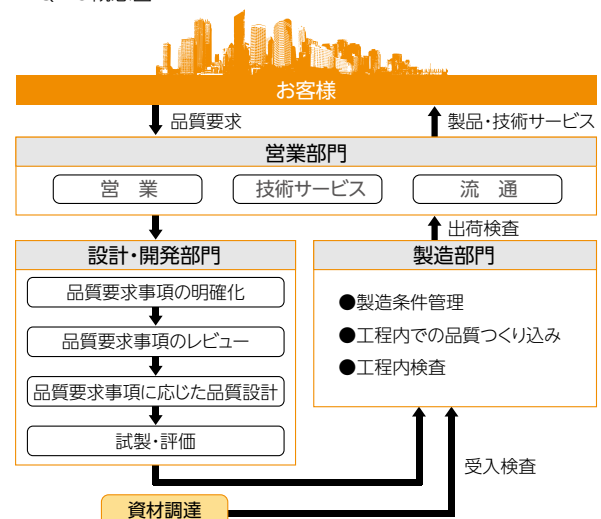 お客様
品質要求
製品・技術サービス
営業部門
営　業
技術サービス
流　通
出荷検査
設計・開発部門
製造部門
品質要求事項の明確化
品質要求事項のレビュー
品質要求事項に応じた品質設計
試製・評価
●製造条件管理
●工程内での品質つくり込み
●工程内検査
受入検査
資材調達